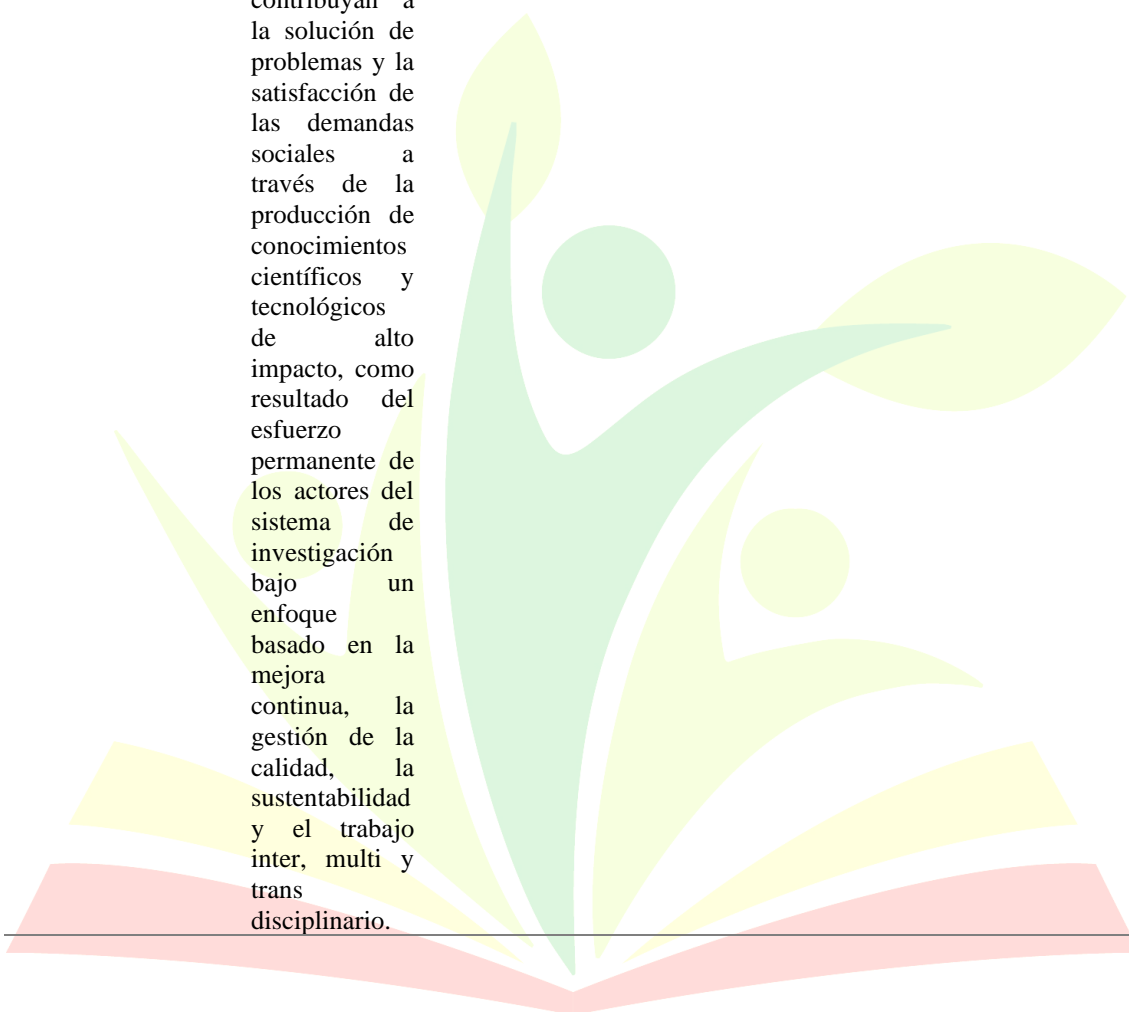 contribuyan a
la solución de
problemas y la
satisfacción de
las demandas
sociales a
través de la
producción de
conocimientos
científicos y
tecnológicos
de alto
impacto, como
resultado del
esfuerzo
permanente de
los actores del
sistema de
investigación
bajo un
enfoque
basado en la
mejora
continua, la
gestión de la
calidad, la
sustentabilidad
y el trabajo
inter, multi y
trans
disciplinario.